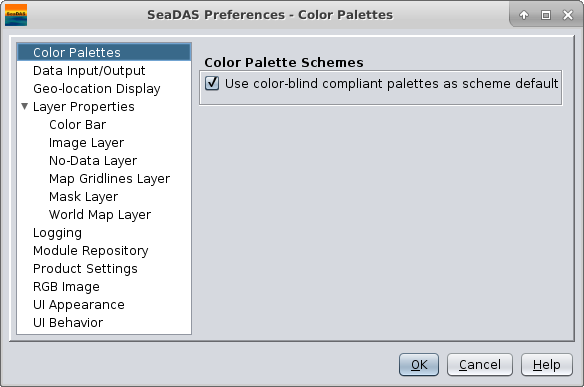 SeaDAS Preferences - Color Palettes
Color Palettes
Data Input/Output
Geo-location Display
Layer Properties
Color Bar
Image Layer
No-Data Layer
Map Gridlines Layer
Mask Layer
World Map Layer
Logging
Module Repository
Product Settings
RGB Image
UI Appearance
UI Behavior
Color Palette Schemes
Use color-blind compliant palettes as scheme default
OK Cancel Help